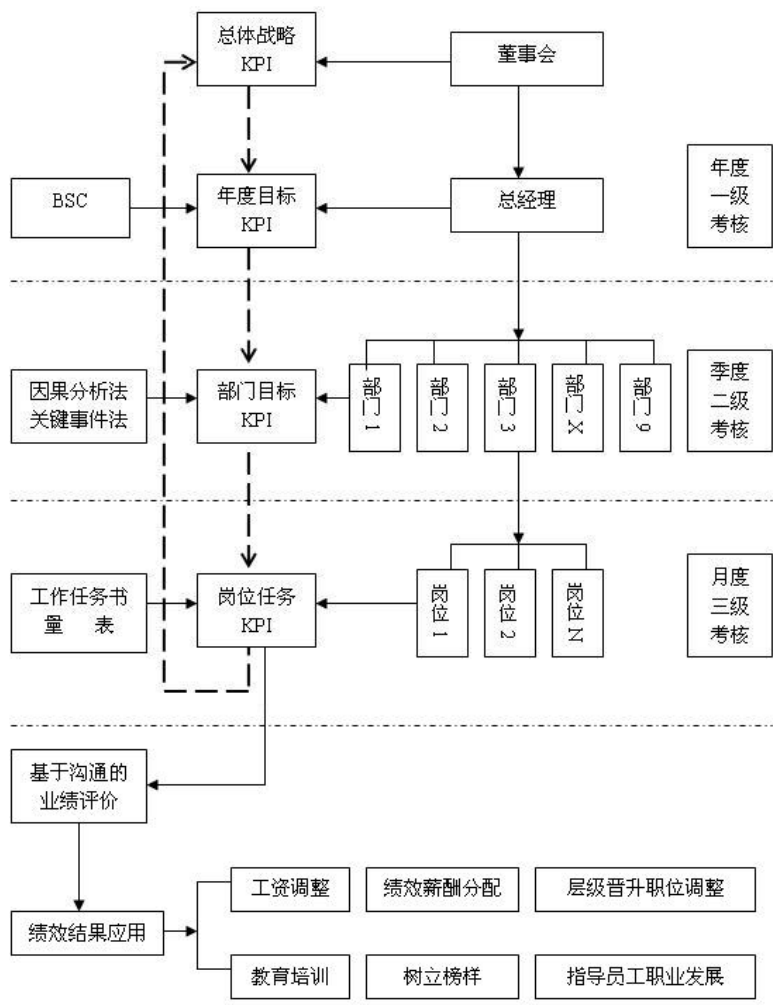 总体战略
KPI
董事会
BSC
年度目标
KPI
总经理
年度
一级
考核
因果分析法
关键事件法
部门目标
KPI
部门1
部门2
部门3
部门X
部门9
季度
二级
考核
工作任务书
量 表
岗位任务
KPI
岗位1
岗位2
岗位N
月度
三级
考核
基于沟通的
业绩评价
工资调整
绩效薪酬分配
层级晋升职位调整
绩效结果应用
教育培训
树立榜样
指导员工职业发展